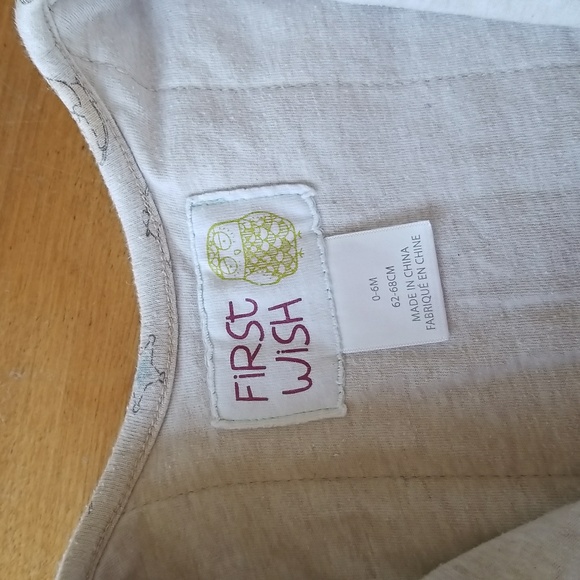 FiRSt
WiSH
0-6M
62-68CM
MADE IN CHINA
FABRIQUÉ EN CHINE